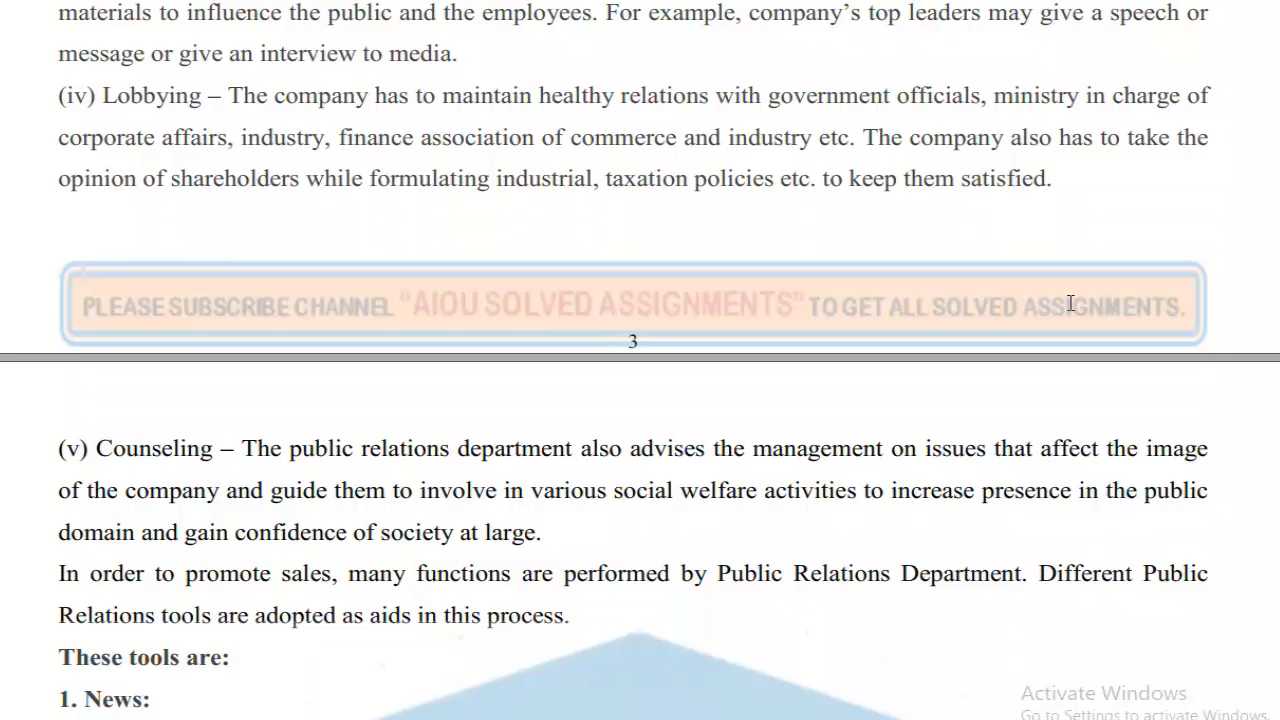 materials to influence the public and the employees. For example, company’s top leaders may give a speech or
message or give an interview to media.
(iv) Lobbying – The company has to maintain healthy relations with government officials, ministry in charge of
corporate affairs, industry, finance association of commerce and industry etc. The company also has to take the
opinion of shareholders while formulating industrial, taxation policies etc. to keep them satisfied.
PLEASE SUBSCRIBE CHANNEL "AIOU SOLVED ASSIGNMENTS" TO GET ALL SOLVED ASSIGNMENTS.
3
(v) Counseling – The public relations department also advises the management on issues that affect the image
of the company and guide them to involve in various social welfare activities to increase presence in the public
domain and gain confidence of society at large.
In order to promote sales, many functions are performed by Public Relations Department. Different Public
Relations tools are adopted as aids in this process.
These tools are:
1. News:
Activate Windows
Go to Settings to activate Windows.